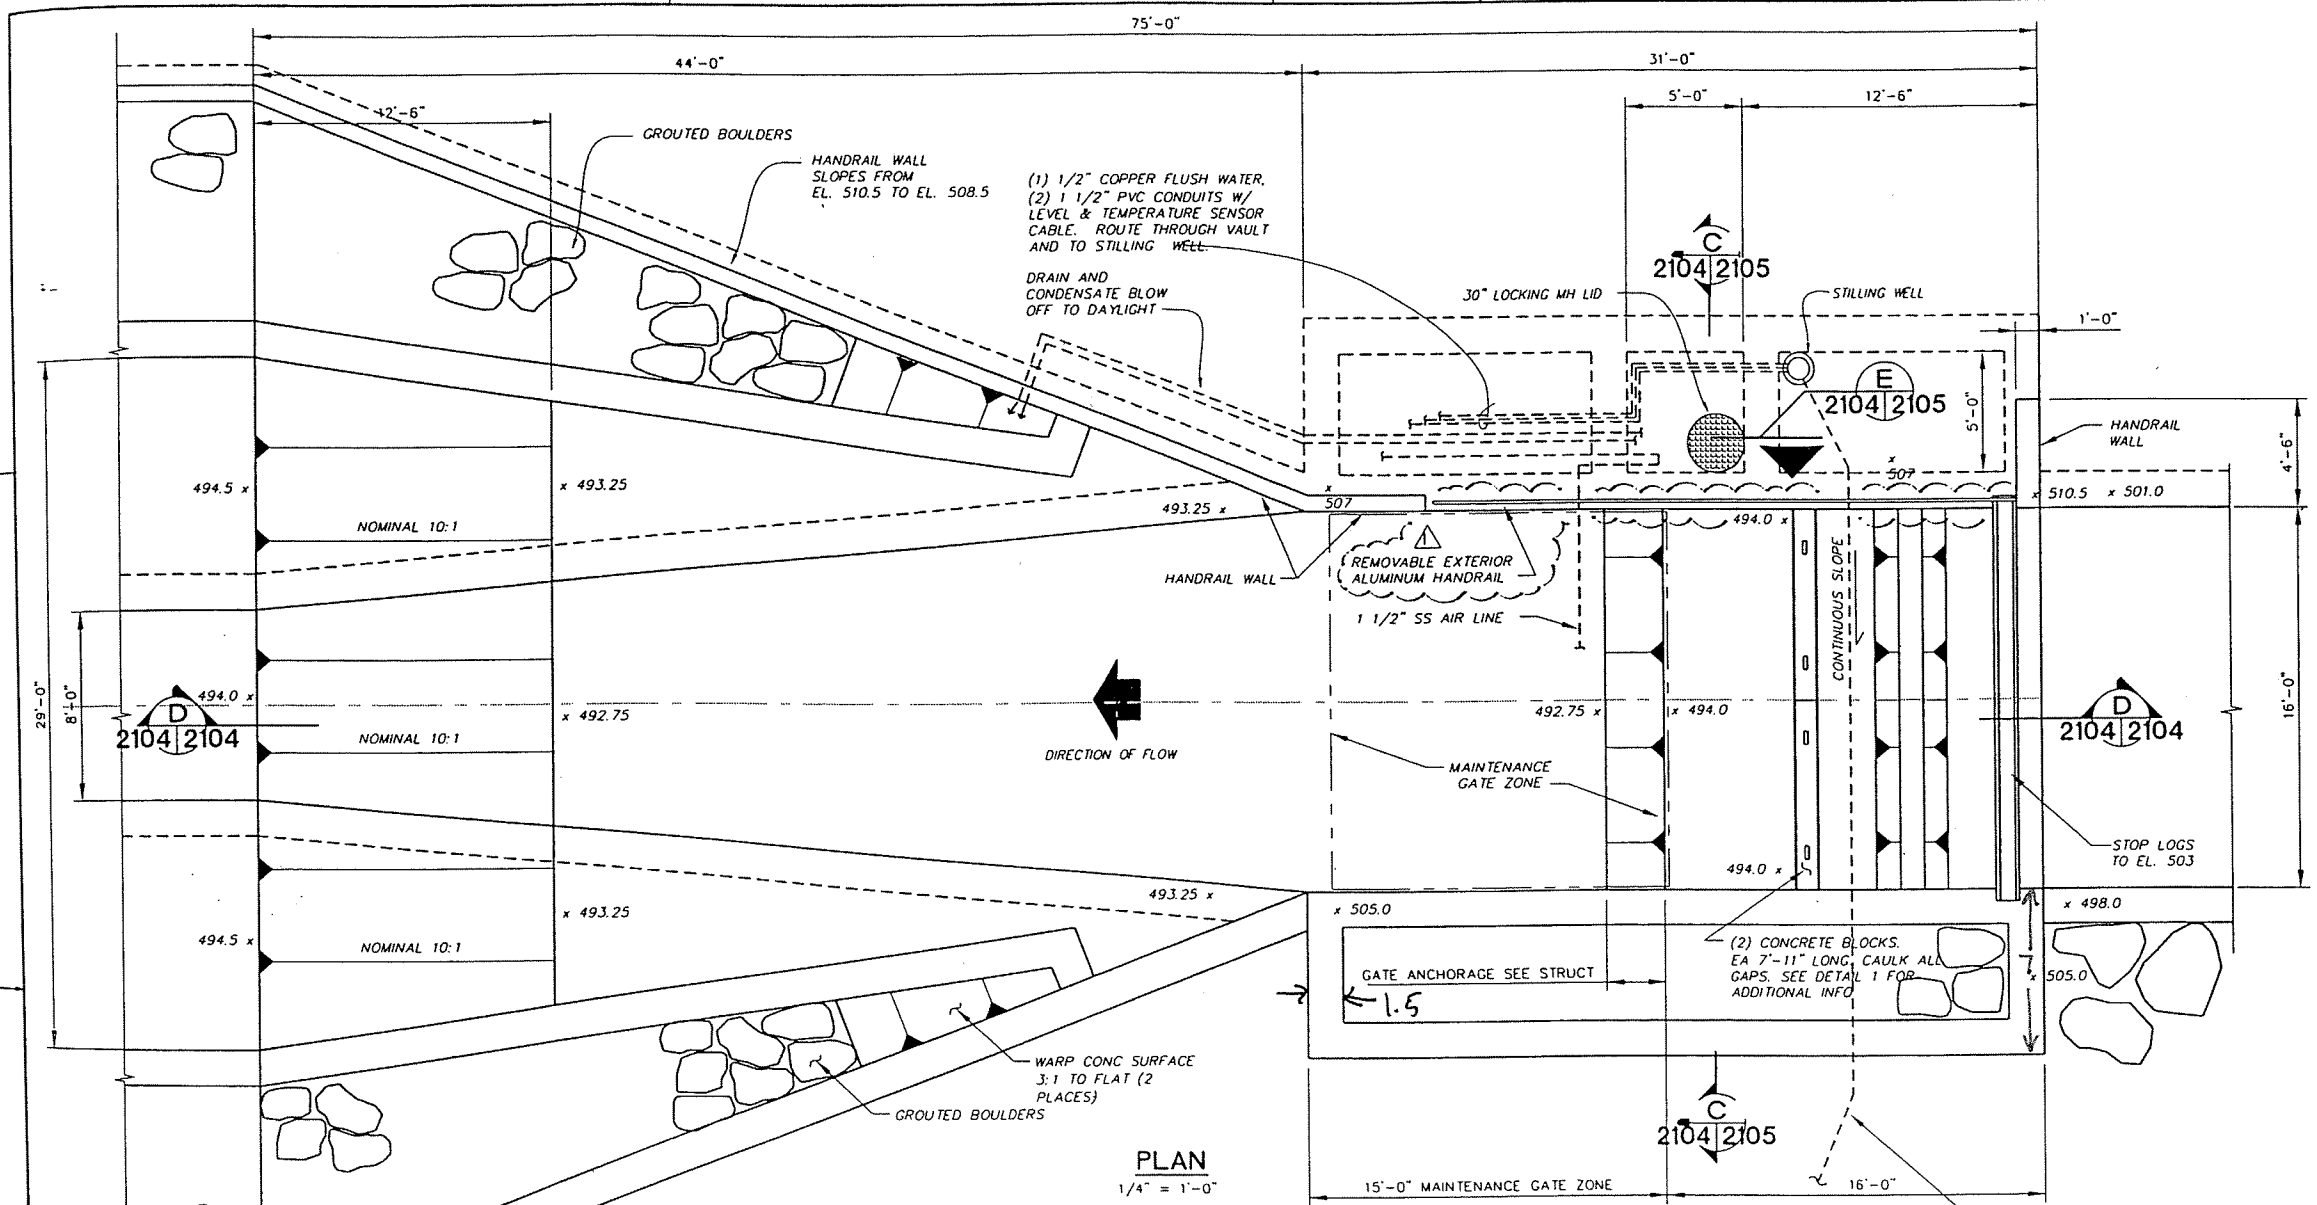 75'-0"
44'-0"
31'-0"
12'-6"
5'-0"
12'-6"
GROUTED BOULDERS
HANDRAIL WALL
SLOPES FROM
EL. 510.5 TO EL. 508.5
(1) 1/2" COPPER FLUSH WATER,
(2) 1 1/2" PVC CONDUITS W/
LEVEL & TEMPERATURE SENSOR
CABLE. ROUTE THROUGH VAULT
AND TO STILLING WELL.
DRAIN AND
CONDENSATE BLOW
OFF TO DAYLIGHT
C
2104 2105
30" LOCKING MH LID
STILLING WELL
1'-0"
E
2104 2105
5'-0"
HANDRAIL
WALL
4'-6"
494.5 x
x 493.25
493.25 x
x
507
x
507
x 510.5
x 501.0
NOMINAL 10:1
494.0 x
1
REMOVABLE EXTERIOR
ALUMINUM HANDRAIL
HANDRAIL WALL
1 1/2" SS AIR LINE
CONTINUOUS SLOPE
29'-0"
8'-0"
494.0 x
D
2104 2104
x 492.75
NOMINAL 10:1
DIRECTION OF FLOW
492.75 x
x 494.0
D
2104 2104
16'-0"
MAINTENANCE
GATE ZONE
STOP LOGS
TO EL. 503
494.0 x
493.25 x
x 493.25
494.5 x
NOMINAL 10:1
x 505.0
x 498.0
(2) CONCRETE BLOCKS.
EA 7'-11" LONG, CAULK ALL
GAPS. SEE DETAIL 1 FOR
ADDITIONAL INFO
GATE ANCHORAGE SEE STRUCT
1.5
7
x 505.0
WARP CONC SURFACE
3:1 TO FLAT (2
PLACES)
GROUTED BOULDERS
C
2104 2105
PLAN
1/4" = 1'-0"
15'-0" MAINTENANCE GATE ZONE
16'-0"